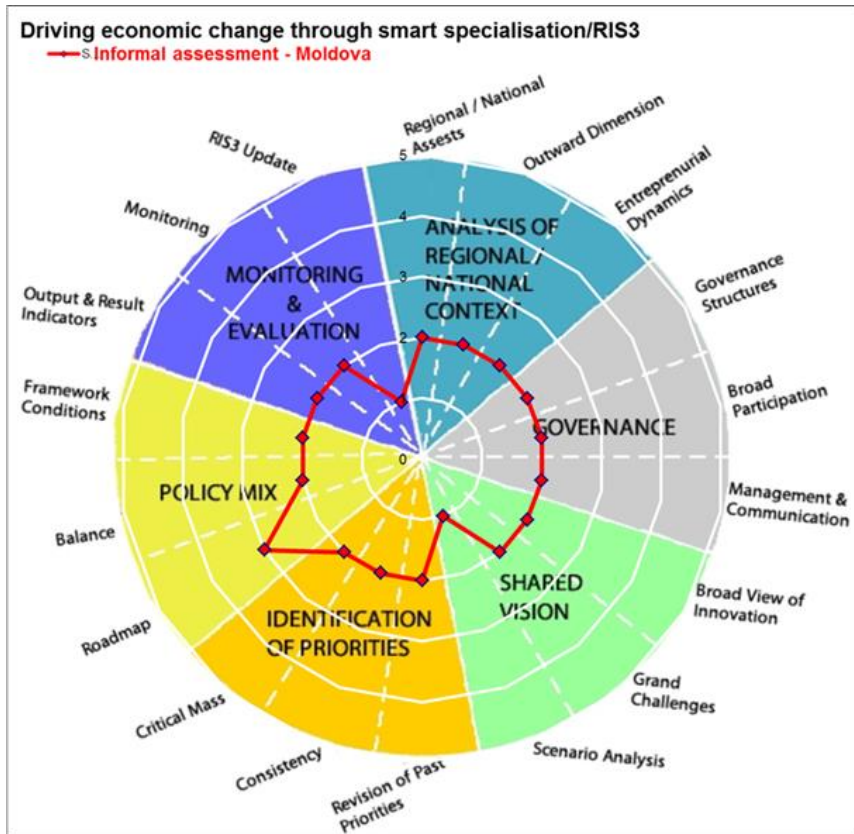 Driving economic change through smart specialisation/RIS3
S Informal assessment - Moldova
Regional / National
Assests
Outward Dimension
Entreprenurial
Dynamics
Governance
Structures
Broad
Participation
Management &
Communication
Broad View of
Innovation
Grand
Challenges
Scenario Analysis
Revision of Past
Priorities
Consistency
Critical Mass
Roadmap
Balance
Framework
Conditions
Output & Result
Indicators
Monitoring
RIS3 Update
5
4
3
2
0
ANALYSIS OF
REGIONAL /
NATIONAL
CONTEXT
GOVERNANCE
SHARED
VISION
IDENTIFICATION
OF PRIORITIES
POLICY MIX
MONITORING
&
EVALUATION